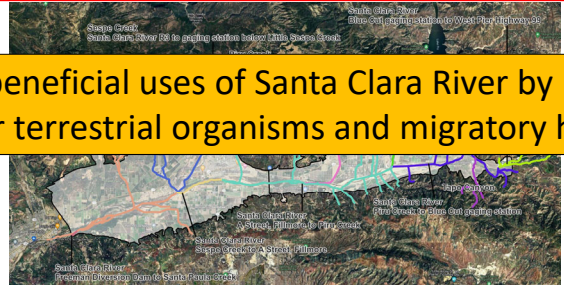 Sespe Creek
Santa Clara River R3 to gaging station below Little Sespe Creek
Santa Clara River
Blue Cut gaging station to West Pier Highway 99
beneficial uses of Santa Clara River by
terrestrial organisms and migratory
Tapo Canyon
Santa Clara River
Piru Creek to Blue Cut gaging station
Santa Clara River
A Street, Fillmore to Piru Creek
Santa Clara River
Sespe Creek to A Street, Fillmore
Santa Clara River
Freeman Diversion Dam to Santa Paula Creek